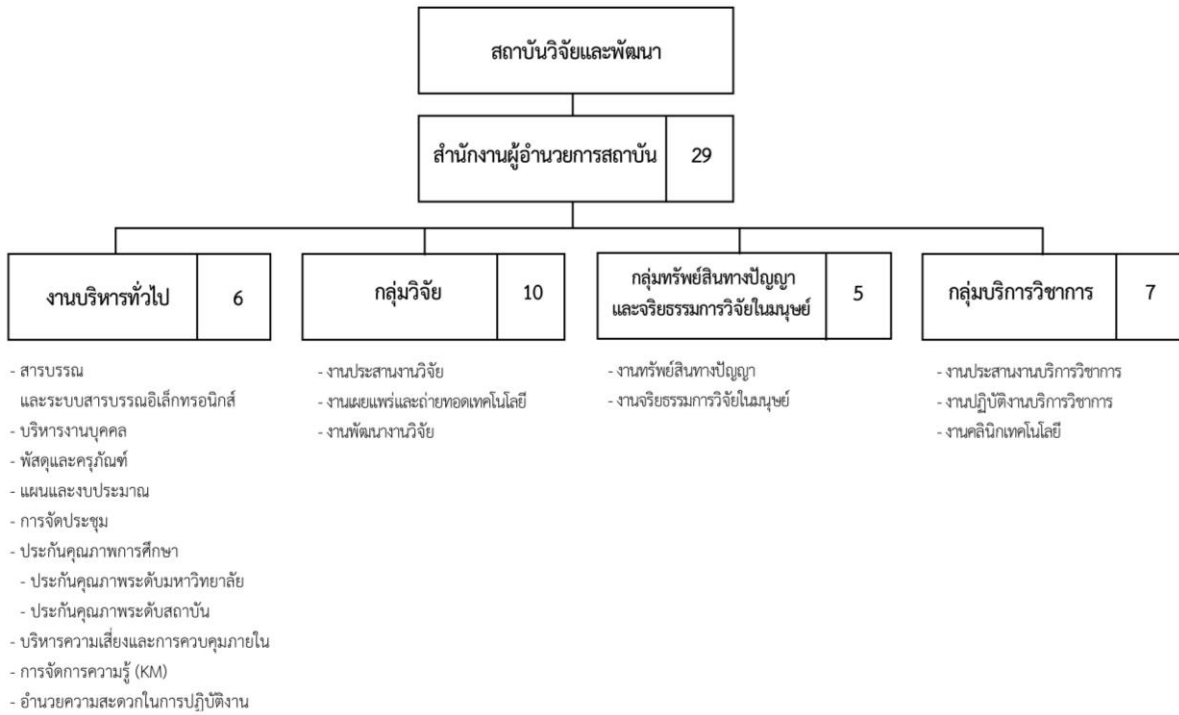 สถาบันวิจัยและพัฒนา
สำนักงานผู้อำนวยการสถาบัน 29
งานบริหารทั่วไป 6
กลุ่มวิจัย 10
กลุ่มทรัพย์สินทางปัญญา
และจริยธรรมการวิจัยในมนุษย์ 5
กลุ่มบริการวิชาการ 7
- สารบรรณ
และระบบสารบรรณอิเล็กทรอนิกส์
- บริหารงานบุคคล
- พัสดุและครุภัณฑ์
- แผนและงบประมาณ
- การจัดประชุม
- ประกันคุณภาพการศึกษา
- ประกันคุณภาพระดับมหาวิทยาลัย
- ประกันคุณภาพระดับสถาบัน
- บริหารความเสี่ยงและการควบคุมภายใน
- การจัดการความรู้ (KM)
- อำนวยความสะดวกในการปฏิบัติงาน
- งานประสานงานวิจัย
- งานเผยแพร่และถ่ายทอดเทคโนโลยี
- งานพัฒนางานวิจัย
- งานทรัพย์สินทางปัญญา
- งานจริยธรรมการวิจัยในมนุษย์
- งานประสานงานบริการวิชาการ
- งานปฏิบัติงานบริการวิชาการ
- งานคลินิกเทคโนโลยี